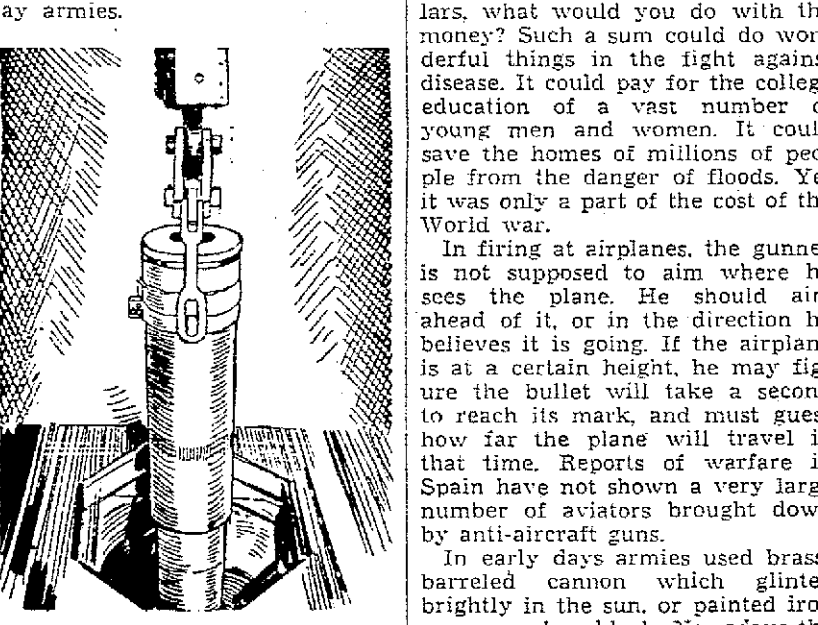 ay armies.
lars, what would you do with th
money? Such a sum could do won
derful things in the fight agains
disease. It could pay for the colleg
education of a vast number o
young men and women. It coul
save the homes of millions of peo
ple from the danger of floods. Ye
it was only a part of the cost of th
World war.
In firing at airplanes, the gunne
is not supposed to aim where h
sees the plane. He should aim
ahead of it, or in the direction h
believes it is going. If the airplan
is at a certain height, he may fig
ure the bullet will take a secon
to reach its mark, and must gues
how far the plane will travel i
that time. Reports of warfare i
Spain have not shown a very larg
number of aviators brought dow
by anti-aircraft guns.
In early days armies used brass
barreled cannon which glinte
brightly in the sun, or painted iro